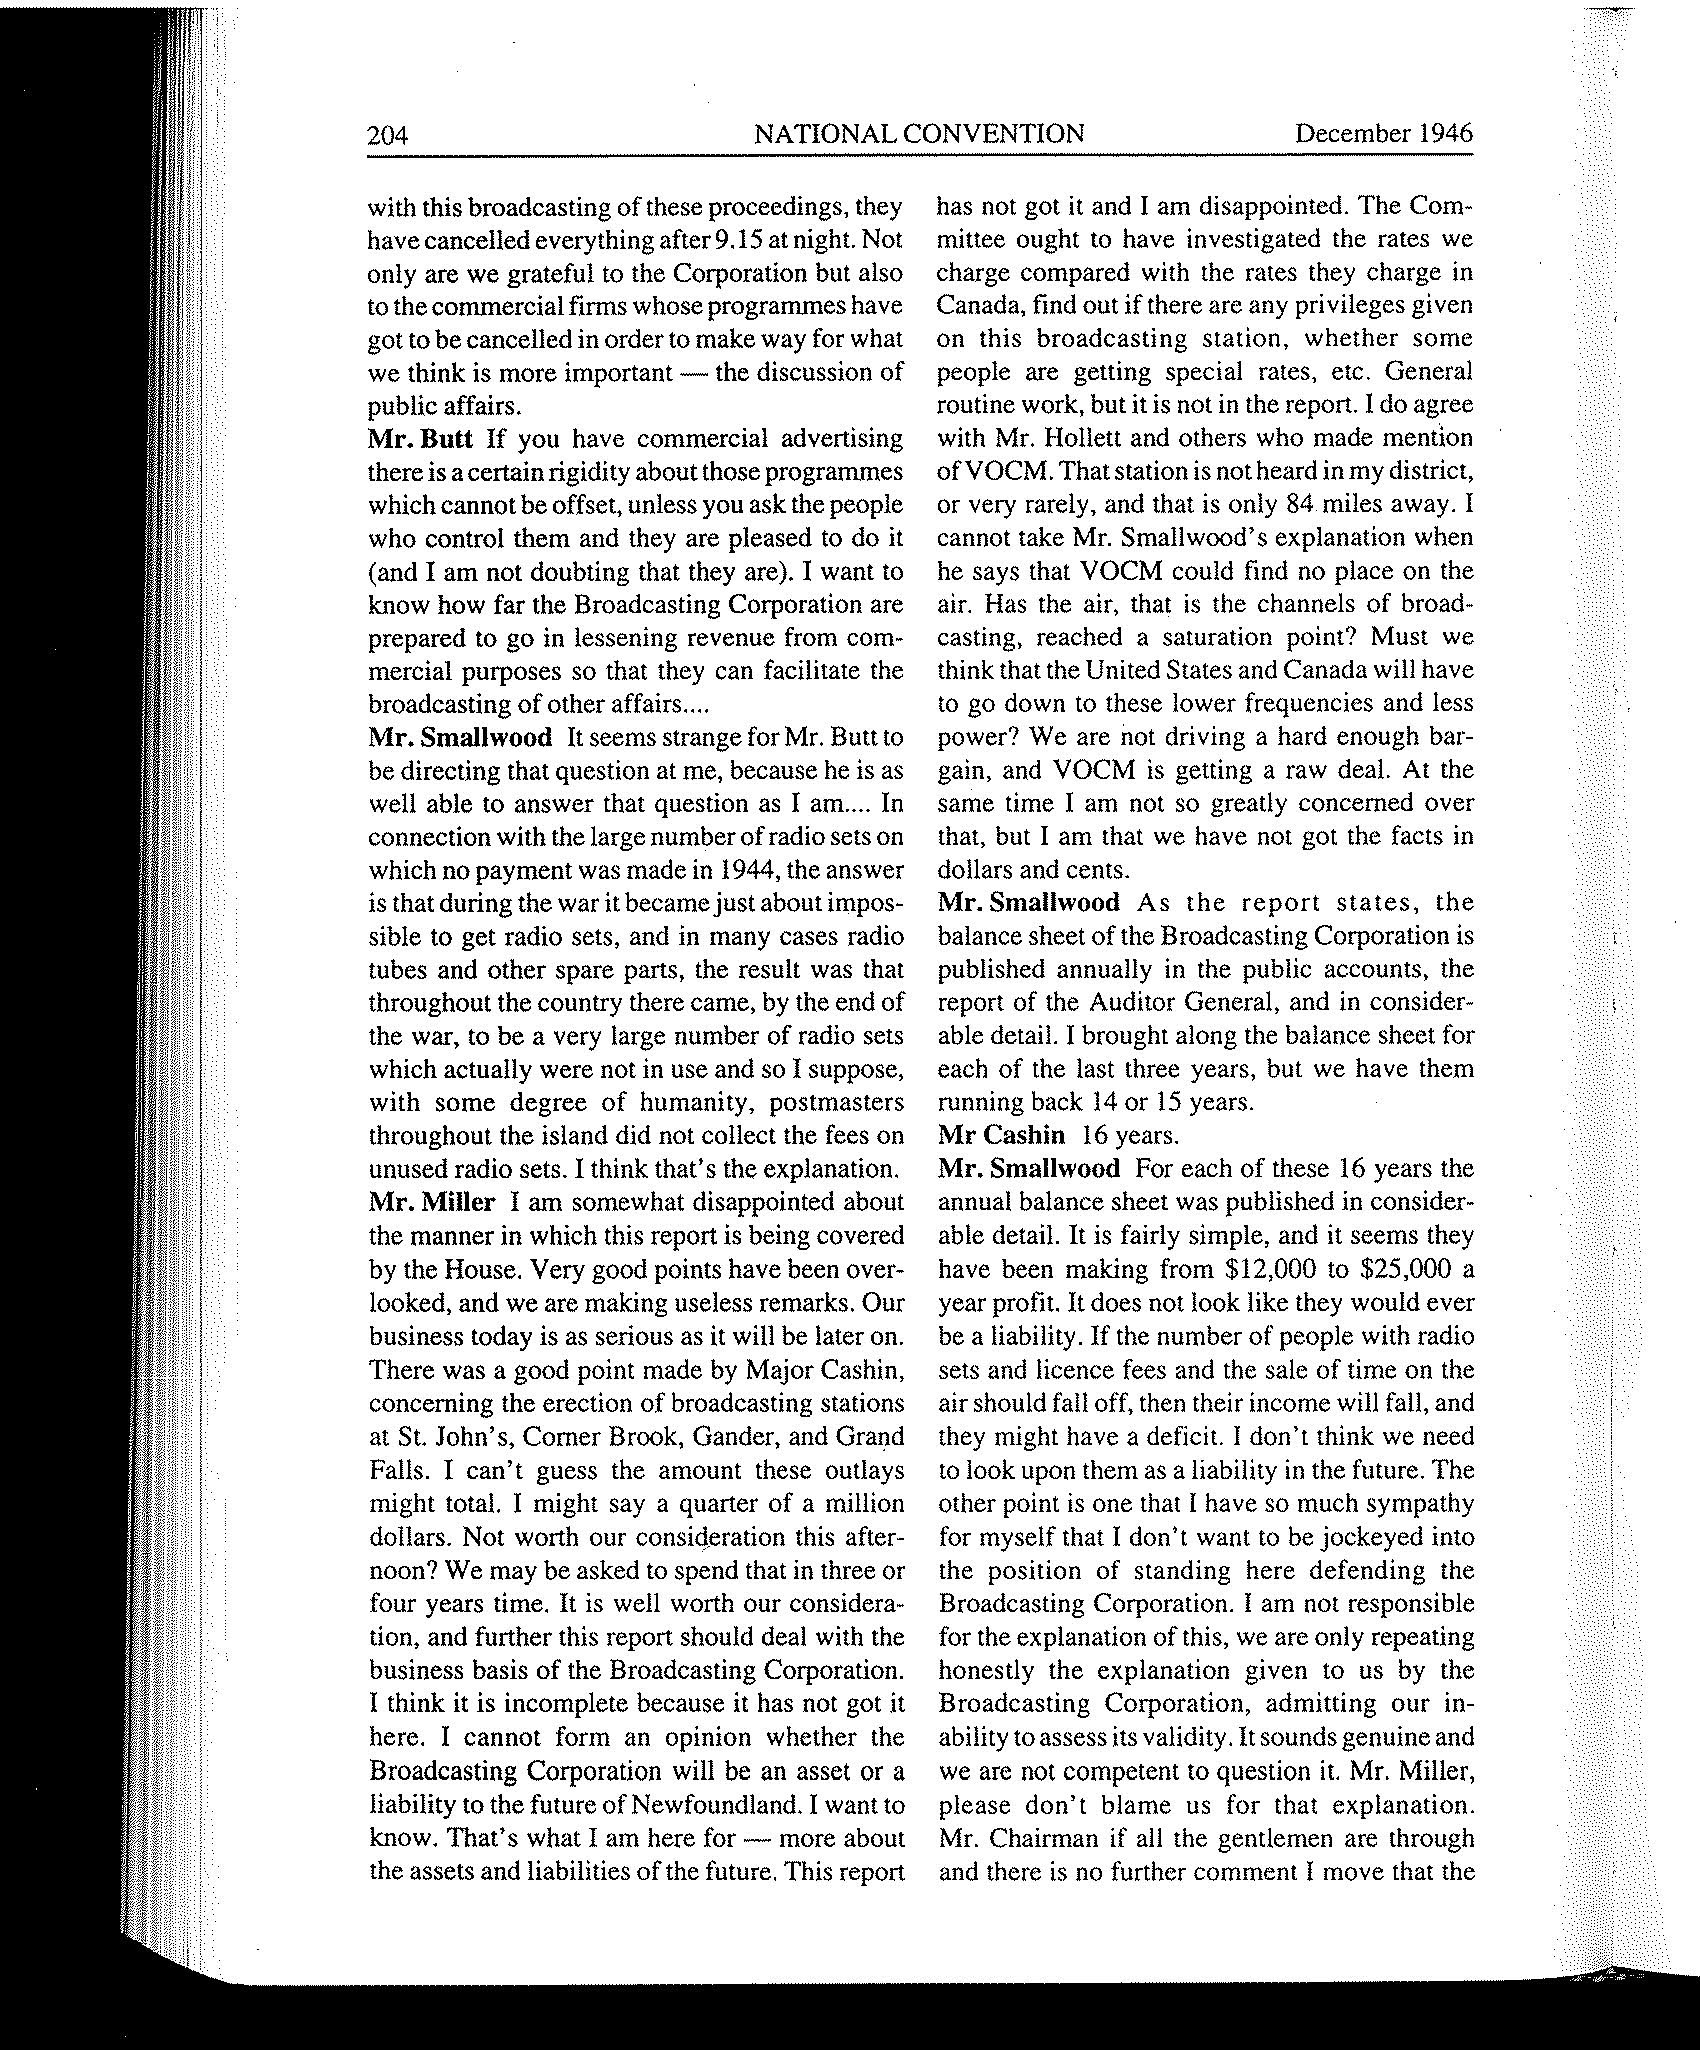 204 NATIONAL CONVENTION December 1946
with this broadcasting of these proceedings, they
have cancelled everything after 9.15 at night. Not
only are we grateful to the Corporation but also
to the commercial firms whose programmes have
got to be cancelled in order to make way for what
we think is more important — the discussion of
public affairs.
Mr. Butt If you have commercial advertising
there is a certain rigidity about those programmes
which cannot be offset, unless you ask the people
who control them and they are pleased to do it
(and I am not doubting that they are). I want to
know how far the Broadcasting Corporation are
prepared to go in lessening revenue from com-
mercial purposes so that they can facilitate the
broadcasting of other affairs....
Mr. Smallwood It seems strange for Mr. Butt to
be directing that question at me, because he is as
well able to answer that question as I am.... In
connection with the large number of radio sets on
which no payment was made in 1944, the answer
is that during the war it became just about impos-
sible to get radio sets, and in many cases radio
tubes and other spare parts, the result was that
throughout the country there came, by the end of
the war, to be a very large number of radio sets
which actually were not in use and so I suppose,
with some degree of humanity, postmasters
throughout the island did not collect the fees on
unused radio sets. I think that's the explanation.
Mr. Miller I am somewhat disappointed about
the manner in which this report is being covered
by the House. Very good points have been over-
looked, and we are making useless remarks. Our
business today is as serious as it will be later on.
There was a good point made by Major Cashin,
concerning the erection of broadcasting stations
at St. John's, Corner Brook, Gander, and Grand
Falls. I can't guess the amount these outlays
might total. I might say a quarter of a million
dollars. Not worth our consideration this after-
noon? We may be asked to spend that in three or
four years time. It is well worth our considera-
tion, and further this report should deal with the
business basis of the Broadcasting Corporation.
I think it is incomplete because it has not got it
here. I cannot form an opinion whether the
Broadcasting Corporation will be an asset or a
liability to the future of Newfoundland. I want to
know. That's what I am here for — more about
the assets and liabilities of the future. This report
has not got it and I am disappointed. The Com-
mittee ought to have investigated the rates we
charge compared with the rates they charge in
Canada, find out if there are any privileges given
on this broadcasting station, whether some
people are getting special rates, etc. General
routine work, but it is not in the report. I do agree
with Mr. Hollett and others who made mention
of VOCM. That station is not heard in my district,
or very rarely, and that is only 84 miles away. I
cannot take Mr. Smallwood's explanation when
he says that VOCM could find no place on the
air. Has the air, that is the channels of broad-
casting, reached a saturation point? Must we
think that the United States and Canada will have
to go down to these lower frequencies and less
power? We are not driving a hard enough bar-
gain, and VOCM is getting a raw deal. At the
same time I am not so greatly concerned over
that, but I am that we have not got the facts in
dollars and cents.
Mr. Smallwood As the report states, the
balance sheet of the Broadcasting Corporation is
published annually in the public accounts, the
report of the Auditor General, and in consider-
able detail. I brought along the balance sheet for
each of the last three years, but we have them
running back 14 or 15 years.
Mr Cashin 16 years.
Mr. Smallwood For each of these 16 years the
annual balance sheet was published in consider-
able detail. It is fairly simple, and it seems they
have been making from $12,000 to $25,000 a
year profit. It does not look like they would ever
be a liability. If the number of people with radio
sets and licence fees and the sale of time on the
air should fall off, then their income will fall, and
they might have a deficit. I don't think we need
to look upon them as a liability in the future. The
other point is one that I have so much sympathy
for myself that I don't want to be jockeyed into
the position of standing here defending the
Broadcasting Corporation. I am not responsible
for the explanation of this, we are only repeating
honestly the explanation given to us by the
Broadcasting Corporation, admitting our in-
ability to assess its validity. It sounds genuine and
we are not competent to question it. Mr. Miller,
please don't blame us for that explanation.
Mr. Chairman if all the gentlemen are through
and there is no further comment I move that the